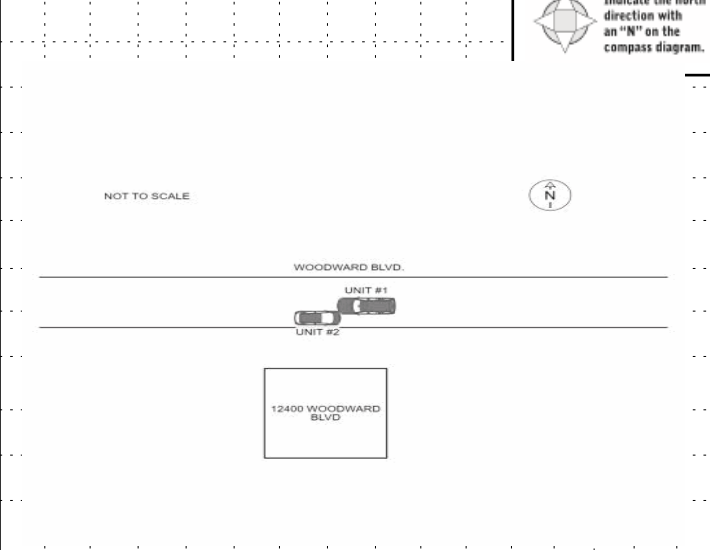 Indicate the north
direction with
an "N" on the
compass diagram.
NOT TO SCALE
N
WOODWARD BLVD.
UNIT #1
UNIT #2
12400 WOODWARD
BLVD